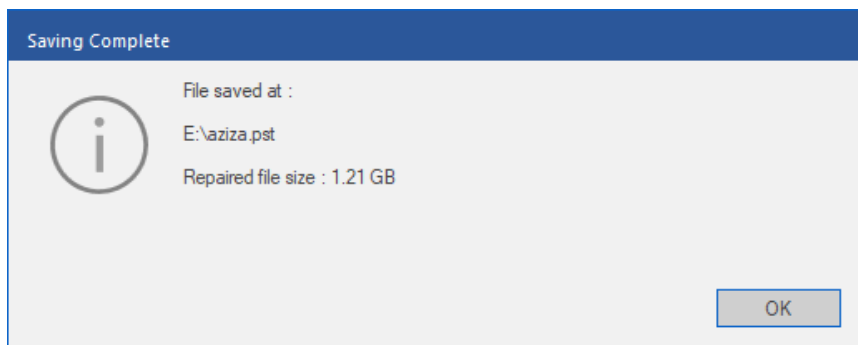 Saving Complete
File saved at :
E:\aziza.pst
Repaired file size : 1.21 GB
OK